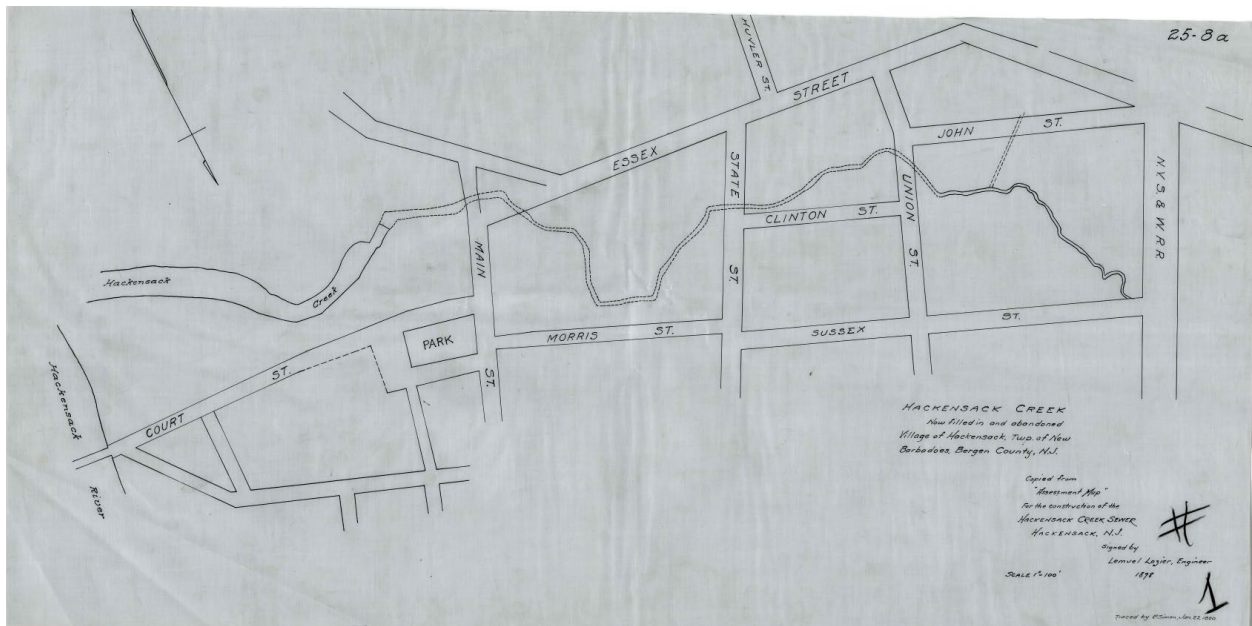 25-8a
HUYLER ST.
ESSEX STREET
JOHN ST.
STATE ST.
UNION ST.
CLINTON ST.
N.Y.S & W. R.R
MAIN ST.
Hackensack Creek
PARK
MORRIS ST.
SUSSEX ST.
COURT ST.
Hackensack River
HACKENSACK CREEK
Now filled in and abandoned
Village of Hackensack, Twp. of New
Barbadoes, Bergen County, N.J.
Copied from
"Assessment Map"
For the construction of the
HACKENSACK CREEK SEWER
HACKENSACK, N.J.
Signed by
Lemuel Lozier, Engineer
SCALE 1"=100' 1898
#
1
Traced by